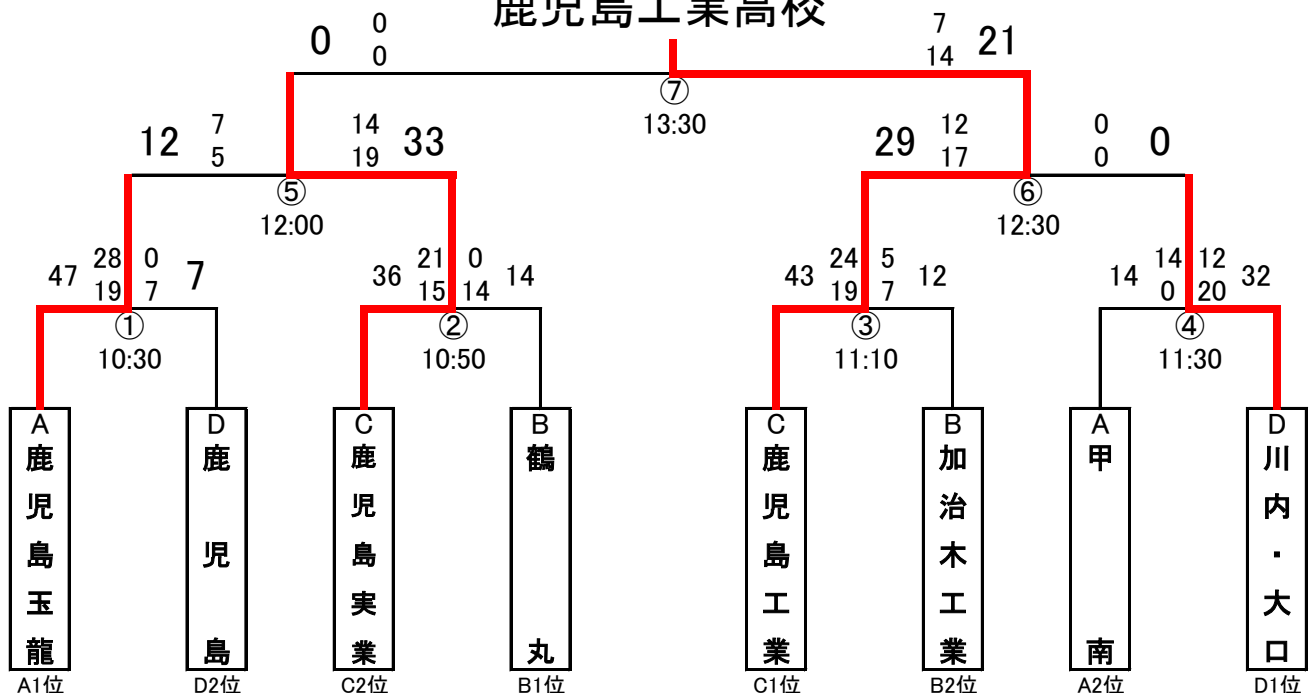 鹿児島工業高校
0 0 7 21
0 14
⑦
13:30
12 7 14 33 29 12 0 0
5 19 17 0
⑤ ⑥
12:00 12:30
47 28 0 7 36 21 0 14 43 24 5 12 14 14 12 32
19 7 15 14 19 7 0 20
① ② ③ ④
10:30 10:50 11:10 11:30
A D C B C B A D
鹿児島玉龍
鹿児島
鹿児島実業
鶴丸
鹿児島工業
加治木工業
甲南
川内・大口
A1位 D2位 C2位 B1位 C1位 B2位 A2位 D1位